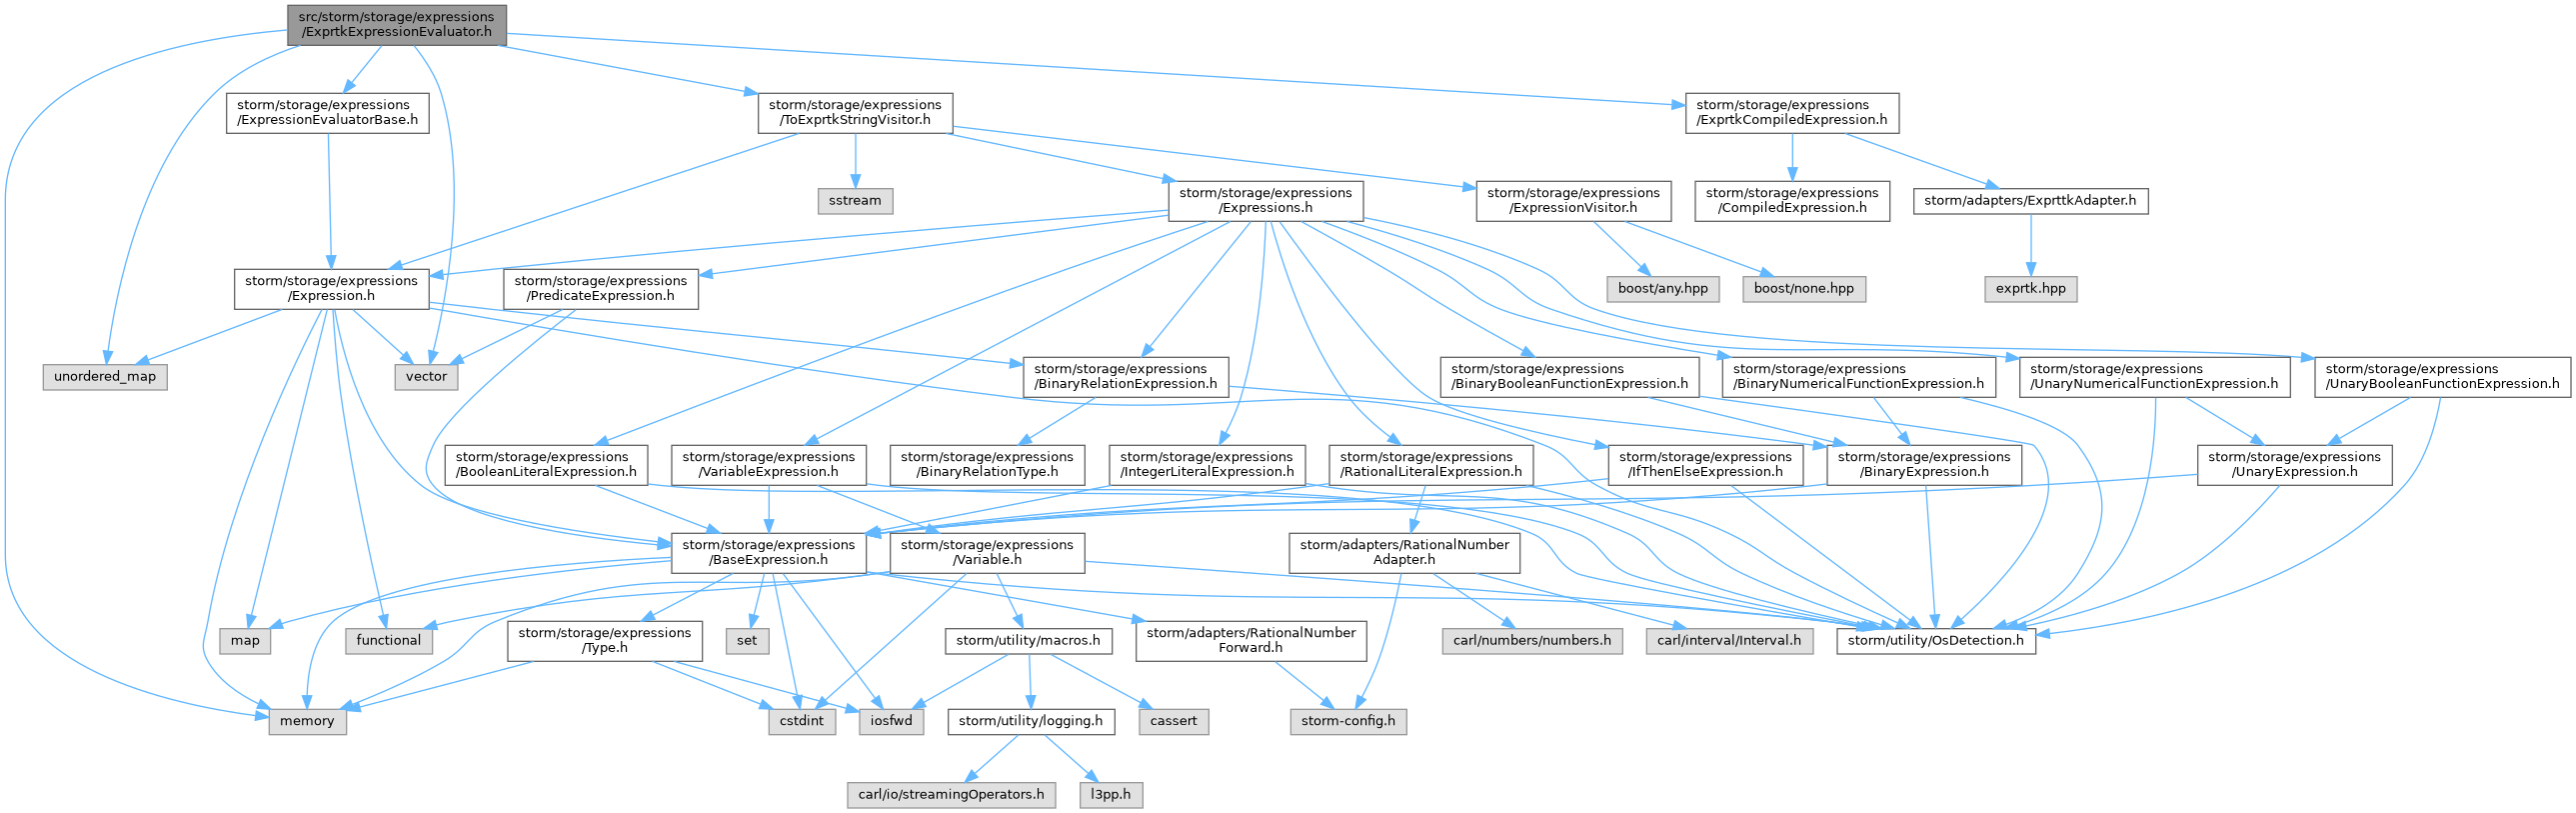 src/storm/storage/expressions
/ExprtkExpressionEvaluator.h
storm/storage/expressions
/ExpressionEvaluatorBase.h
storm/storage/expressions
/ToExprtkStringVisitor.h
storm/storage/expressions
/ExprtkCompiledExpression.h
sstream
storm/storage/expressions
/Expressions.h
storm/storage/expressions
/ExpressionVisitor.h
storm/storage/expressions
/CompiledExpression.h
storm/adapters/ExprttkAdapter.h
storm/storage/expressions
/Expression.h
storm/storage/expressions
/PredicateExpression.h
boost/any.hpp
boost/none.hpp
exprtk.hpp
unordered_map
vector
storm/storage/expressions
/BinaryRelationExpression.h
storm/storage/expressions
/BinaryBooleanFunctionExpression.h
storm/storage/expressions
/BinaryNumericalFunctionExpression.h
storm/storage/expressions
/UnaryNumericalFunctionExpression.h
storm/storage/expressions
/UnaryBooleanFunctionExpression.h
storm/storage/expressions
/BooleanLiteralExpression.h
storm/storage/expressions
/VariableExpression.h
storm/storage/expressions
/BinaryRelationType.h
storm/storage/expressions
/IntegerLiteralExpression.h
storm/storage/expressions
/RationalLiteralExpression.h
storm/storage/expressions
/IfThenElseExpression.h
storm/storage/expressions
/BinaryExpression.h
storm/storage/expressions
/UnaryExpression.h
storm/storage/expressions
/BaseExpression.h
storm/storage/expressions
/Variable.h
storm/adapters/RationalNumber
Adapter.h
map
functional
storm/storage/expressions
/Type.h
set
storm/utility/macros.h
storm/adapters/RationalNumber
Forward.h
carl/numbers/numbers.h
carl/interval/Interval.h
storm/utility/OsDetection.h
memory
cstdint
iosfwd
storm/utility/logging.h
cassert
storm-config.h
carl/io/streamingOperators.h
l3pp.h